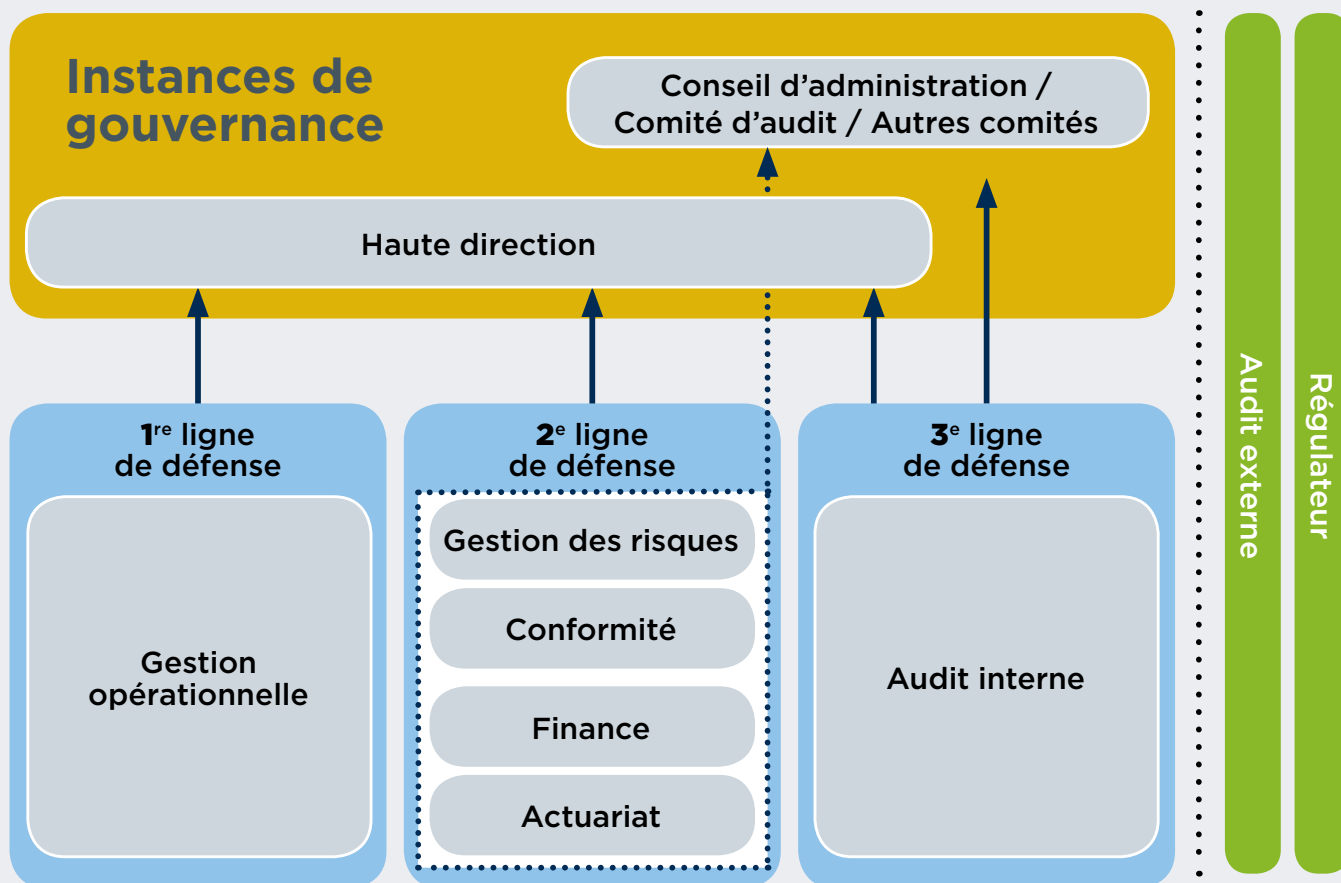 Instances de
gouvernance
Conseil d’administration /
Comité d’audit / Autres comités
Haute direction
1re ligne
de défense
Gestion
opérationnelle
2e ligne
de défense
Gestion des risques
Conformité
Finance
Actuariat
3e ligne
de défense
Audit interne
Audit externe
Régulateur